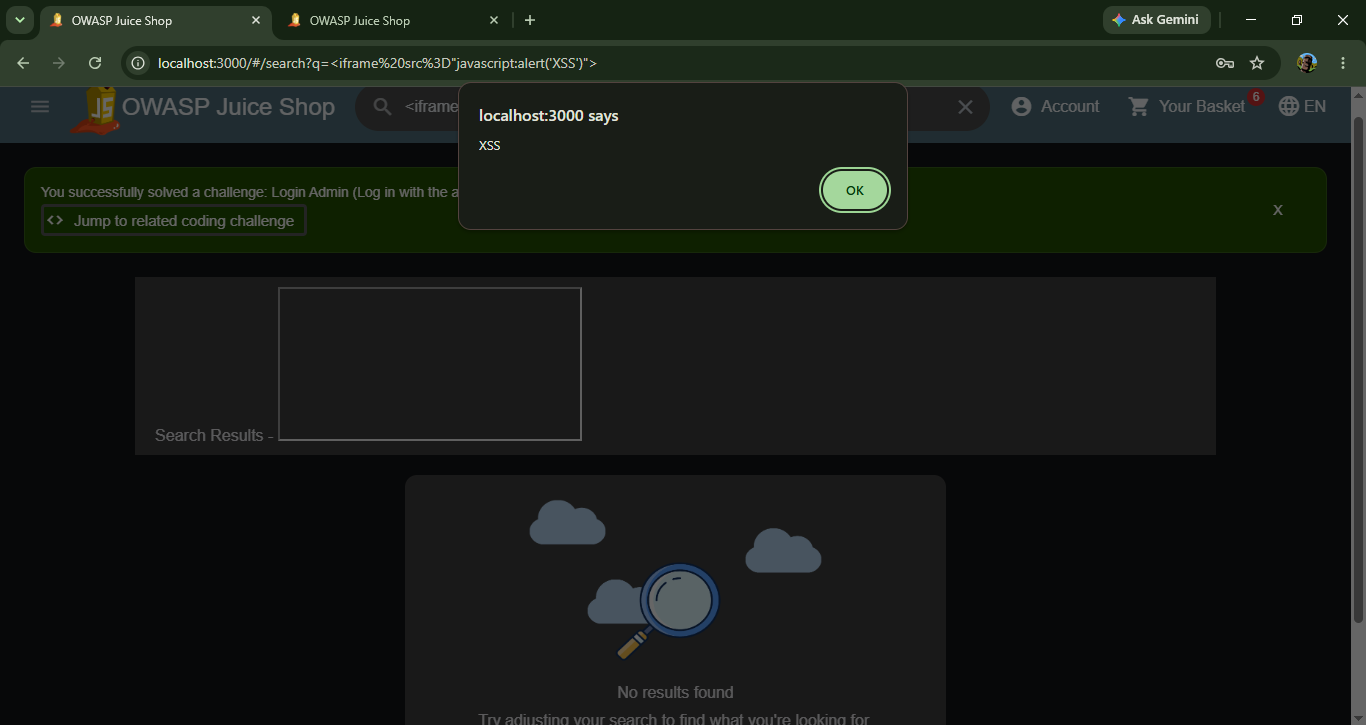 OWASP Juice Shop
OWASP Juice Shop
Ask Gemini
localhost:3000/#/search?q=<iframe%20src%3D"javascript:alert('XSS')">
JS
OWASP Juice Shop
<iframe
Account
Your Basket
6
EN
localhost:3000 says
XSS
OK
You successfully solved a challenge: Login Admin (Log in with the a
<> Jump to related coding challenge
X
Search Results -
No results found
Try adjusting your search to find what you're looking for